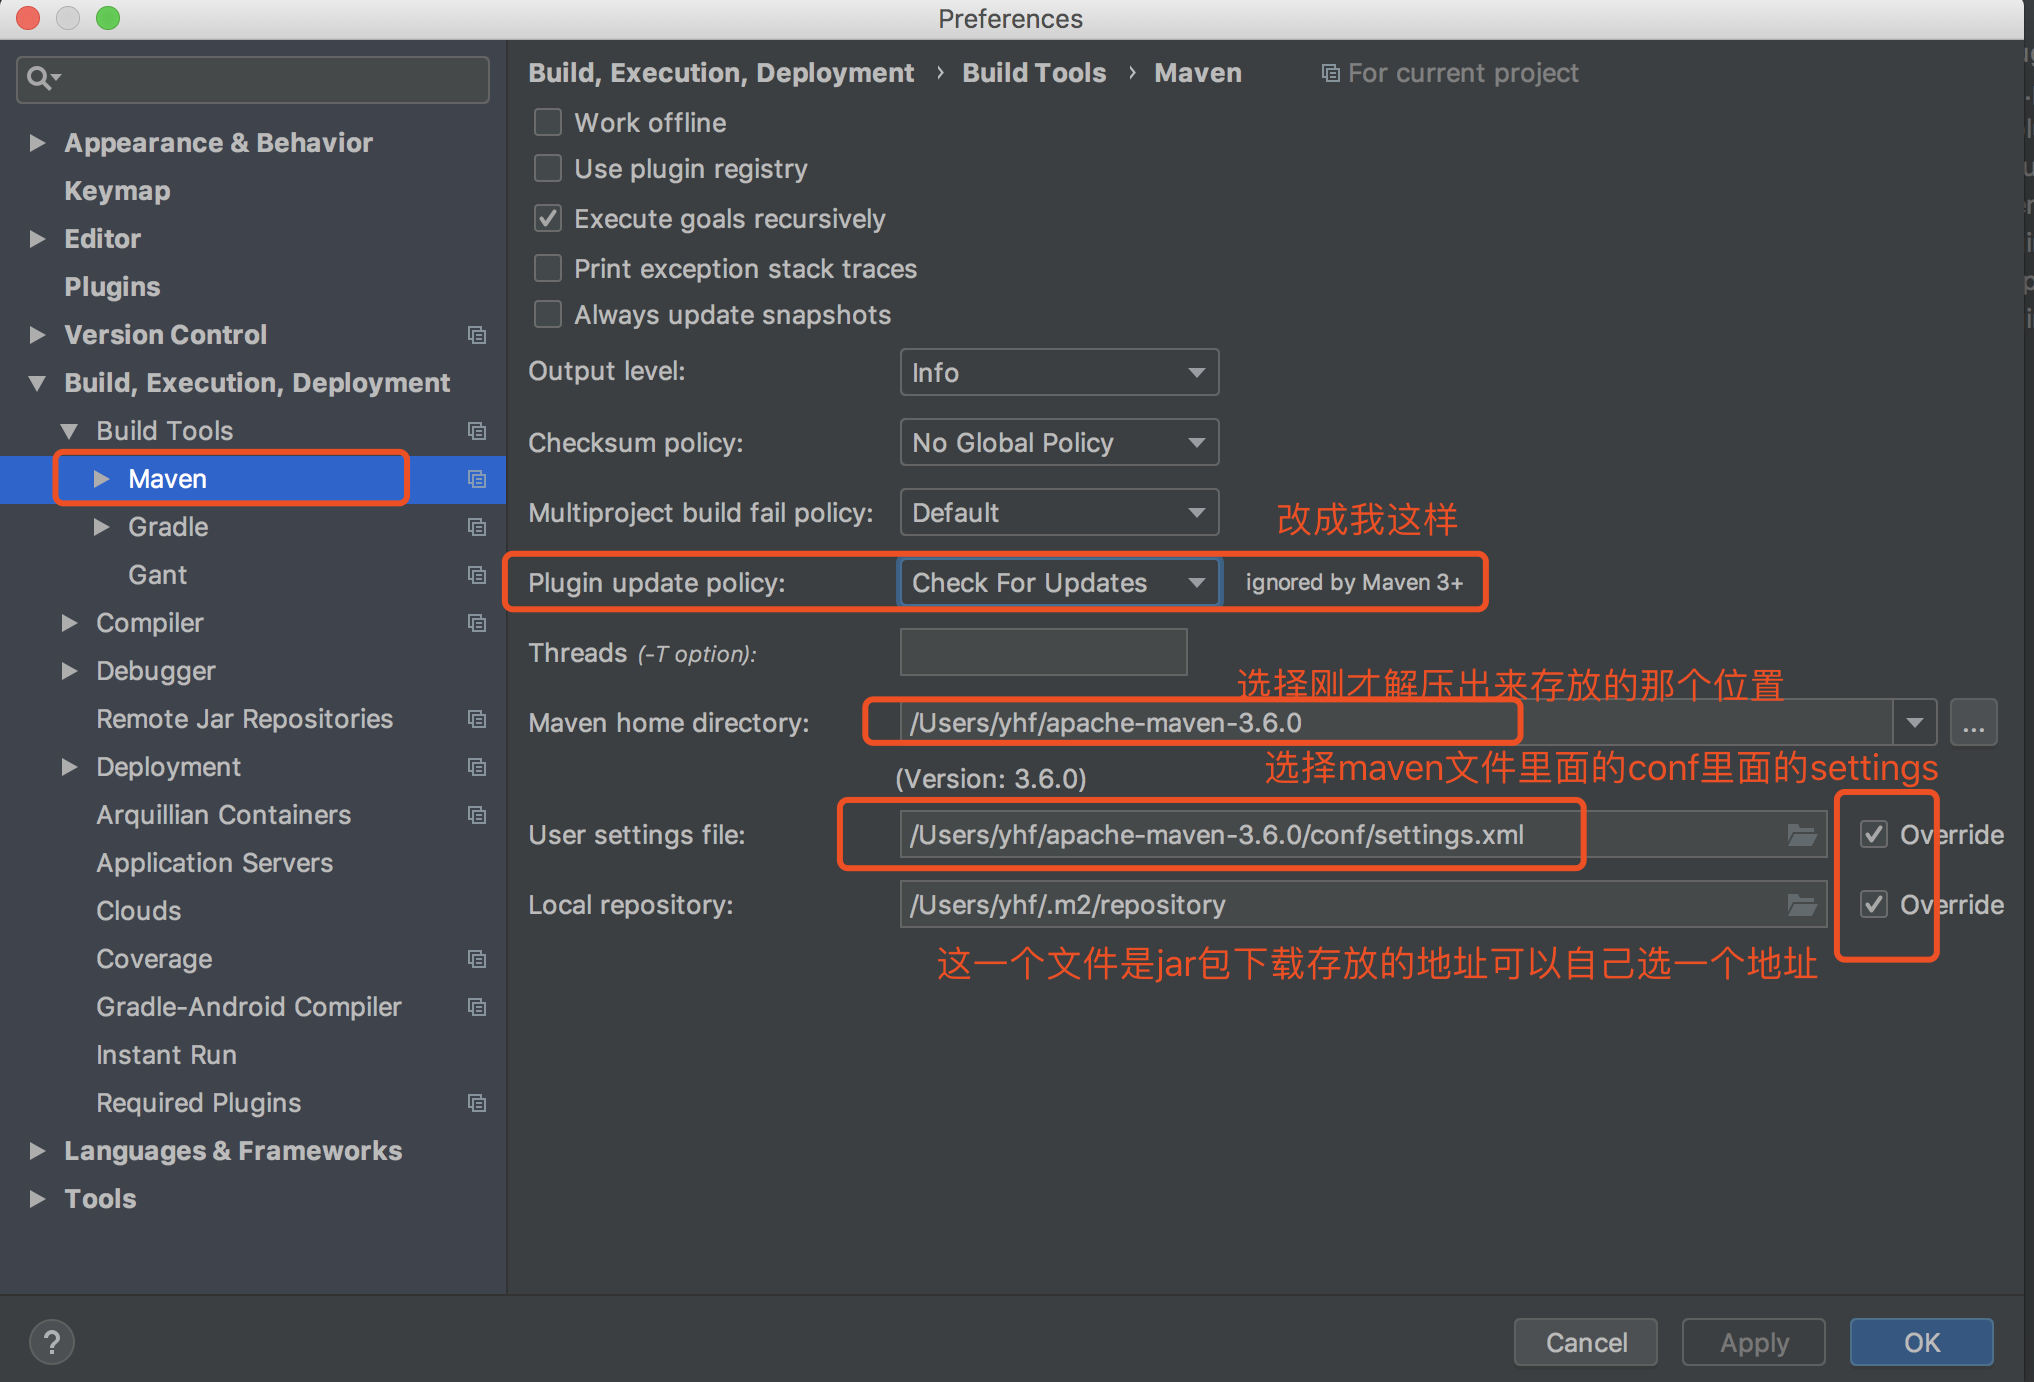 Preferences
Appearance & Behavior
Keymap
Editor
Plugins
Version Control
Build, Execution, Deployment
Build Tools
Maven
Gradle
Gant
Compiler
Debugger
Remote Jar Repositories
Deployment
Arquillian Containers
Application Servers
Clouds
Coverage
Gradle-Android Compiler
Instant Run
Required Plugins
Languages & Frameworks
Tools
Build, Execution, Deployment › Build Tools › Maven For current project
Work offline
Use plugin registry
Execute goals recursively
Print exception stack traces
Always update snapshots
Output level: Info
Checksum policy: No Global Policy
Multiproject build fail policy: Default
改成我这样
Plugin update policy: Check For Updates ignored by Maven 3+
Threads (-T option):
选择刚才解压出来存放的那个位置
Maven home directory: /Users/yhf/apache-maven-3.6.0 ...
(Version: 3.6.0)
选择maven文件里面的conf里面的settings
User settings file: /Users/yhf/apache-maven-3.6.0/conf/settings.xml Override
Local repository: /Users/yhf/.m2/repository Override
这一个文件是jar包下载存放的地址可以自己选一个地址
? Cancel Apply OK